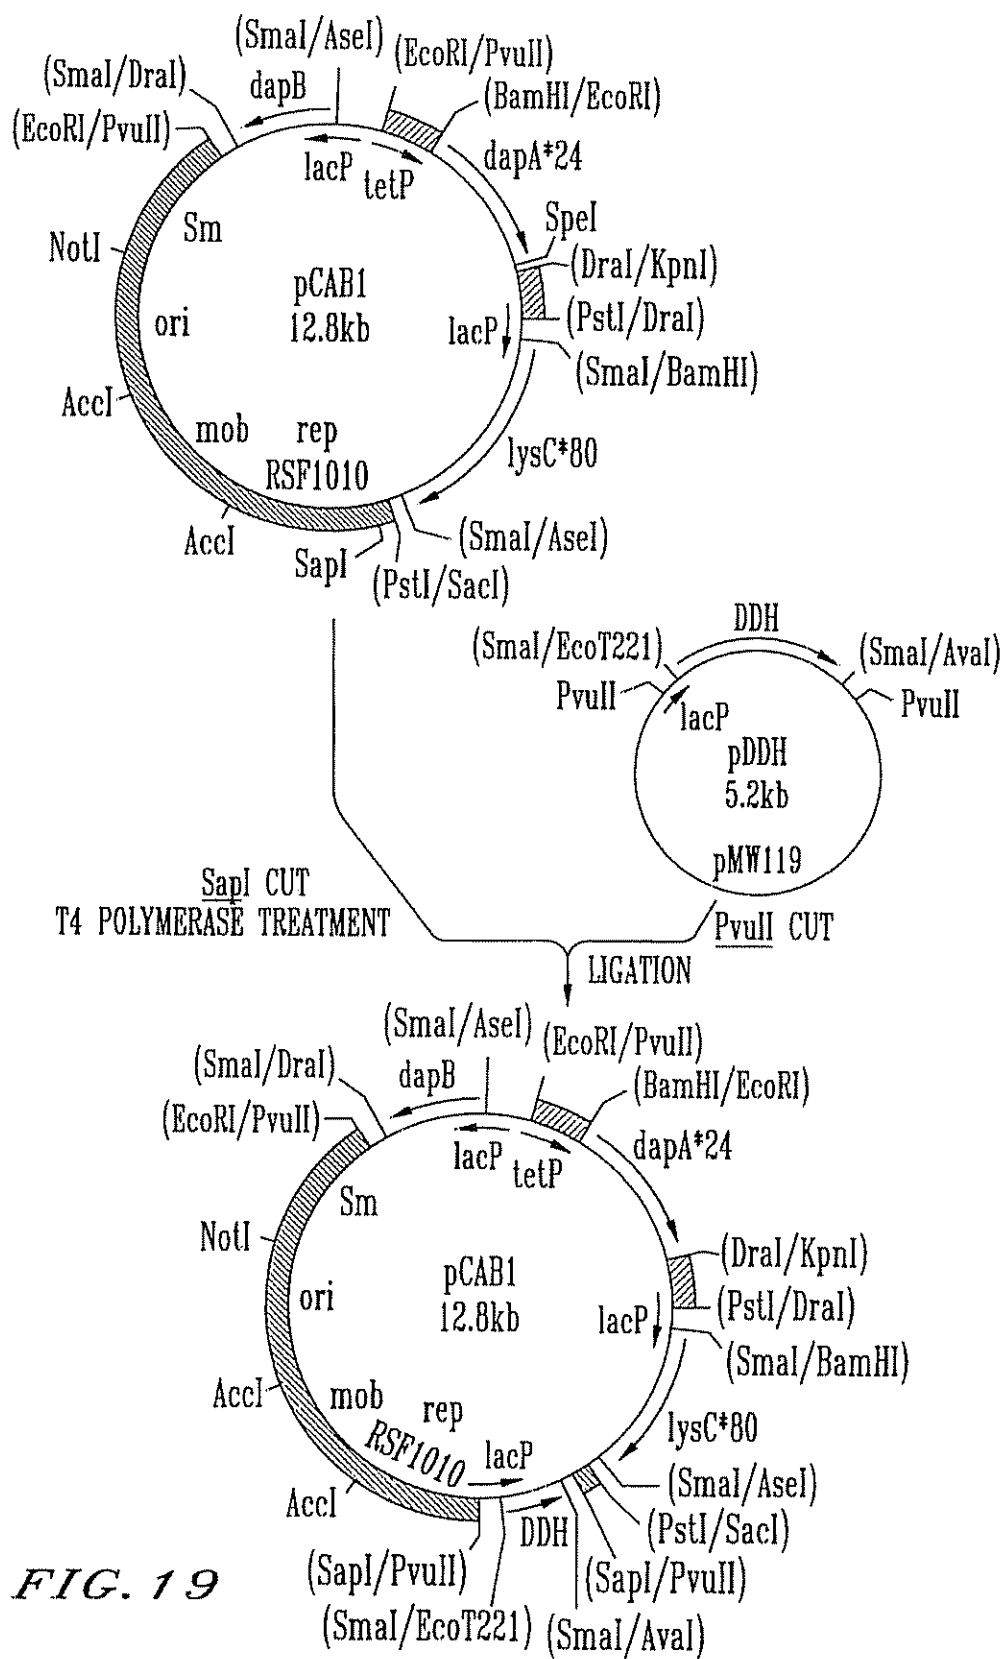 (SmaI/AseI)
(EcoRI/PvuII)
(SmaI/DraI)
dapB
(BamHI/EcoRI)
(EcoRI/PvuII)
lacP
tetP
dapA*24
Sm
SpeI
NotI
(DraI/KpnI)
pCAB1
12.8kb
ori
lacP
(PstI/DraI)
(SmaI/BamHI)
AccI
mob
rep
RSF1010
lysC*80
AccI
SapI
(SmaI/AseI)
(PstI/SacI)
DDH
(SmaI/EcoT221)
(SmaI/AvaI)
PvuII
PvuII
lacP
pDDH
5.2kb
pMW119
SapI CUT
T4 POLYMERASE TREATMENT
PvuII CUT
LIGATION
(SmaI/AseI)
(EcoRI/PvuII)
(SmaI/DraI)
dapB
(BamHI/EcoRI)
(EcoRI/PvuII)
lacP
tetP
dapA*24
Sm
NotI
(DraI/KpnI)
pCAB1
12.8kb
ori
lacP
(PstI/DraI)
(SmaI/BamHI)
AccI
mob
rep
RSF1010
lacP
lysC*80
AccI
(SmaI/AseI)
DDH
(PstI/SacI)
(SapI/PvuII)
(SapI/PvuII)
(SmaI/EcoT221)
(SmaI/AvaI)
FIG. 19